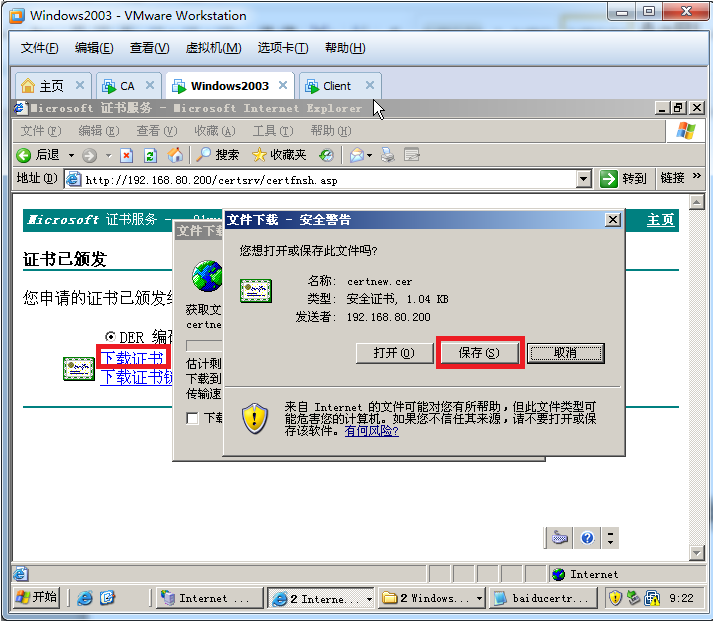 Windows2003 - VMware Workstation
文件(F) 编辑(E) 查看(V) 虚拟机(M) 选项卡(T) 帮助(H)
主页 CA Windows2003 Client
Microsoft 证书服务 - Microsoft Internet Explorer
文件(F) 编辑(E) 查看(V) 收藏(A) 工具(T) 帮助(H)
后退 搜索 收藏夹
地址(D) http://192.168.80.200/certsrv/certfnsh.asp 转到 链接 »
Microsoft 证书服务 - 主页
文件下载 - 安全警告
文件下载
证书已颁发
您想打开或保存此文件吗?
名称: certnew.cer
类型: 安全证书, 1.04 KB
发送者: 192.168.80.200
您申请的证书已颁发给
获取文
certne
DER 编码
打开(O) 保存(S) 取消
下载证书
下载证书链
估计剩
下载到
传输速
下载
来自 Internet 的文件可能对您有所帮助,但此文件类型可
能危害您的计算机。如果您不信任其来源,请不要打开或保
存该软件。有何风险?
Internet
开始 Internet ... 2 Interne... 2 Windows... baiducertr... 9:22